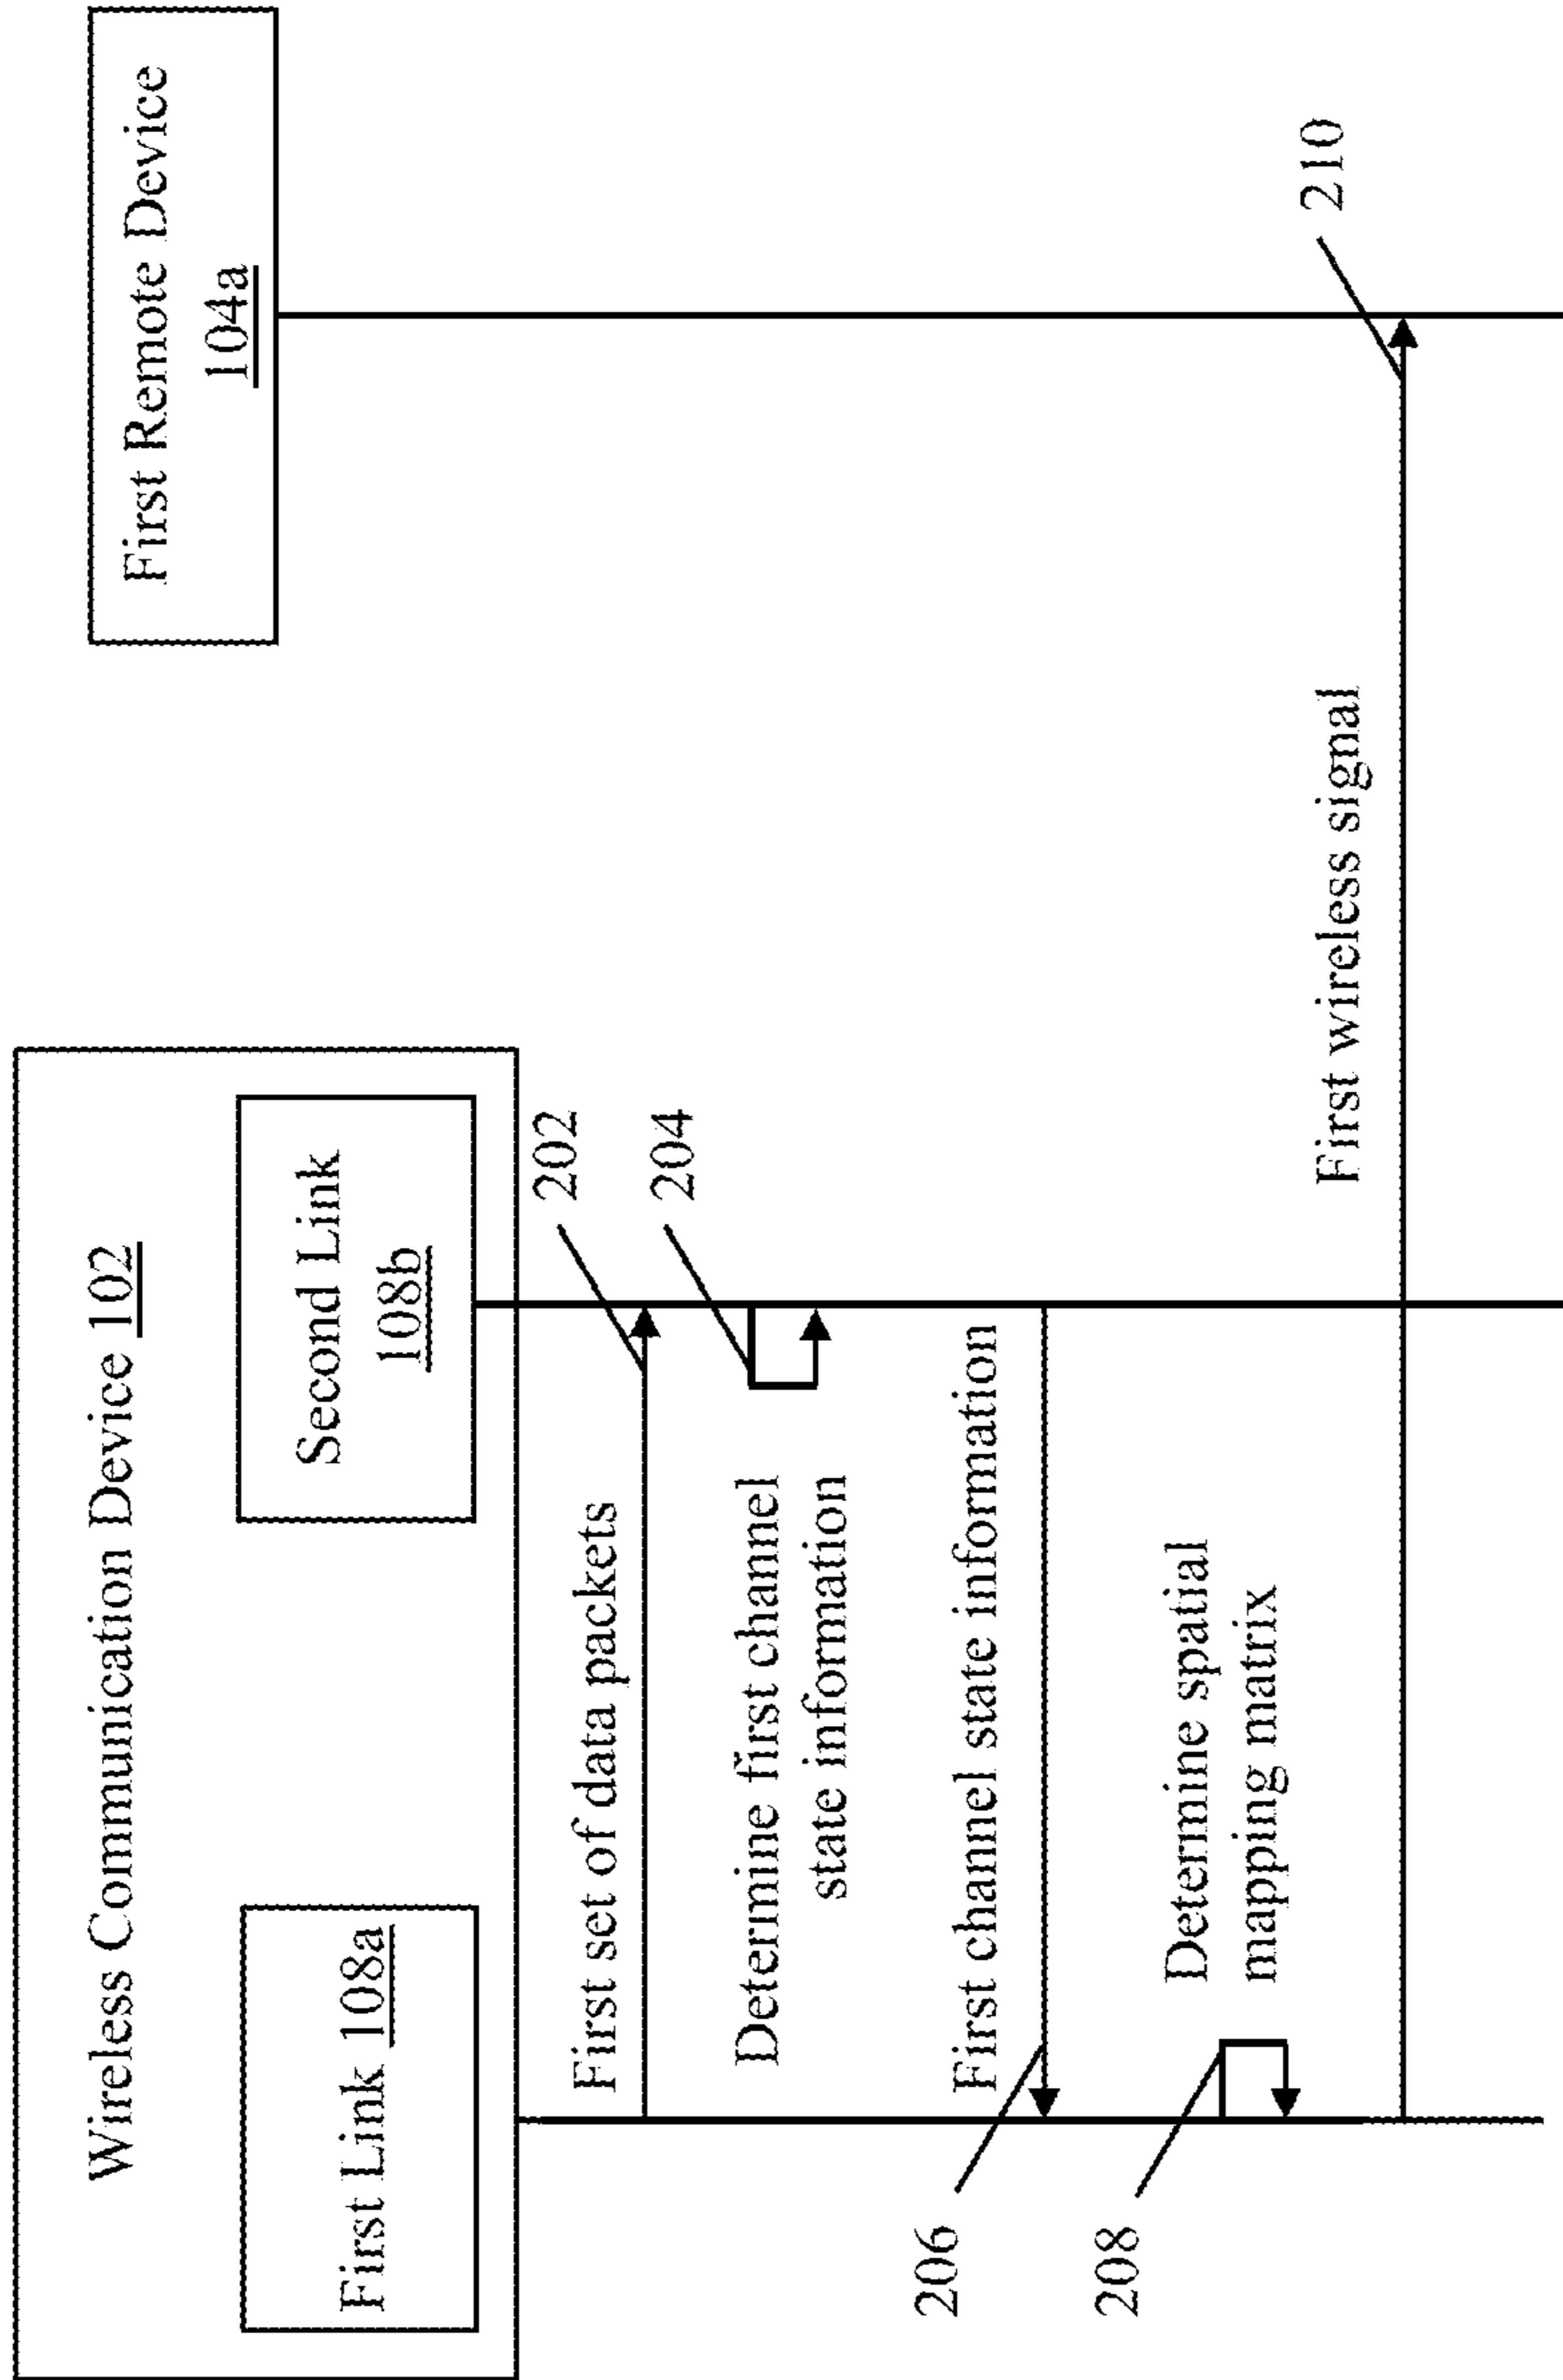 Wireless Communication Device 102
First Link 108a
Second Link
108b
First Remote Device
104a
First set of data packets
202
204
Determine first channel
state information
First channel state information
206
Determine spatial
mapping matrix
208
First wireless signal
210